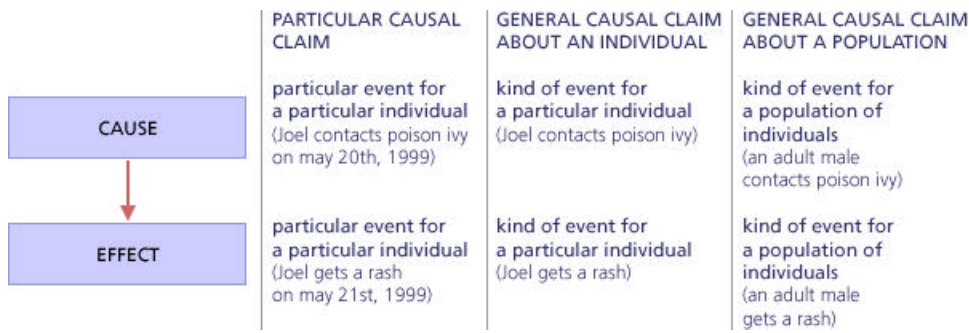 PARTICULAR CAUSAL
CLAIM
GENERAL CAUSAL CLAIM
ABOUT AN INDIVIDUAL
GENERAL CAUSAL CLAIM
ABOUT A POPULATION
CAUSE
particular event for
a particular individual
(Joel contacts poison ivy
on may 20th, 1999)
kind of event for
a particular individual
(Joel contacts poison ivy)
kind of event for
a population of
individuals
(an adult male
contacts poison ivy)
EFFECT
particular event for
a particular individual
(Joel gets a rash
on may 21st, 1999)
kind of event for
a particular individual
(Joel gets a rash)
kind of event for
a population of
individuals
(an adult male
gets a rash)